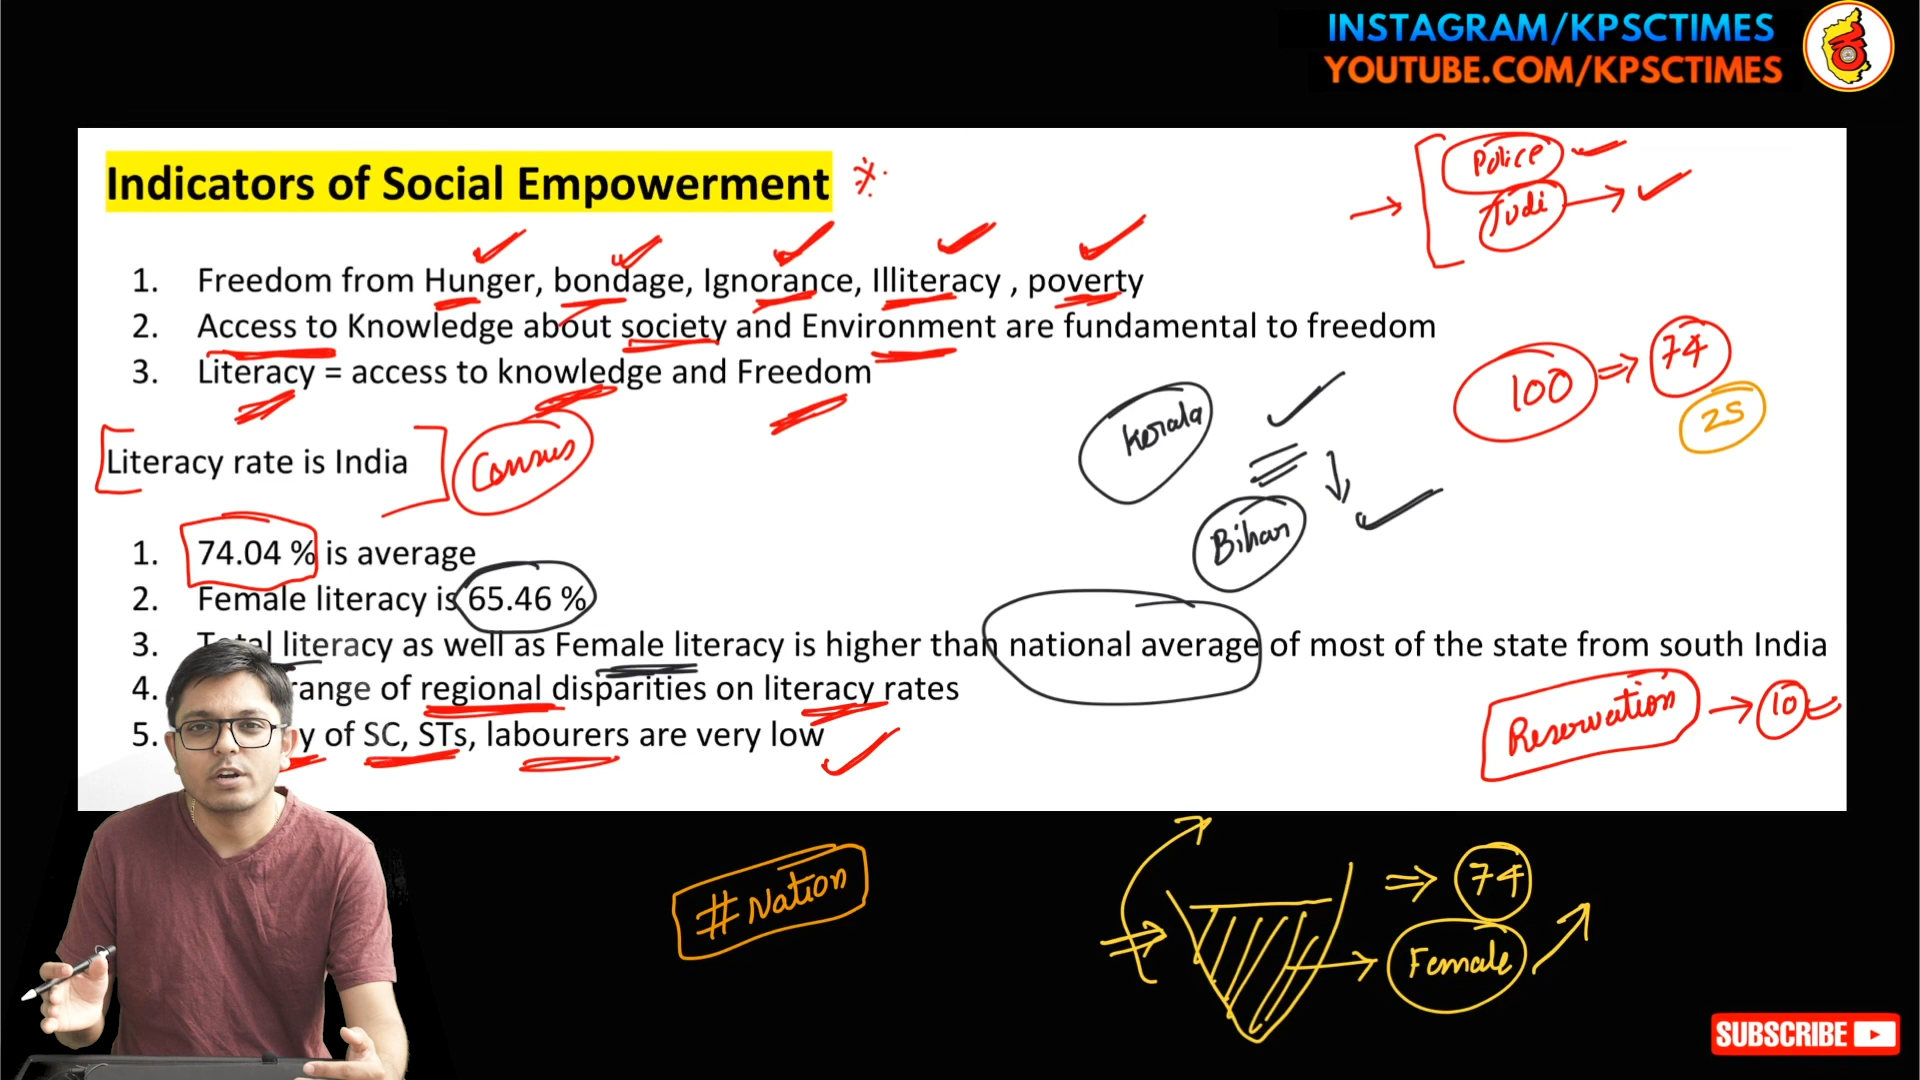 INSTAGRAM/KPSCTIMES
YOUTUBE.COM/KPSCTIMES
Indicators of Social Empowerment
Police
Judi
1. Freedom from Hunger, bondage, Ignorance, Illiteracy , poverty
2. Access to Knowledge about society and Environment are fundamental to freedom
3. Literacy = access to knowledge and Freedom
100 ⇒ 74
25
Kerala
Literacy rate is India
Census
Bihar
1. 74.04 % is average
2. Female literacy is 65.46 %
3. Total literacy as well as Female literacy is higher than national average of most of the state from south India
4. range of regional disparities on literacy rates
5. y of SC, STs, labourers are very low
Reservation → 10
# Nation
⇒ 74
Female
SUBSCRIBE